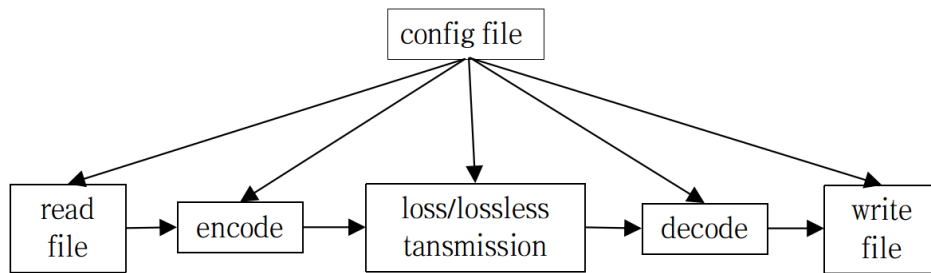 config file
read
file
encode
loss/lossless
tansmission
decode
write
file